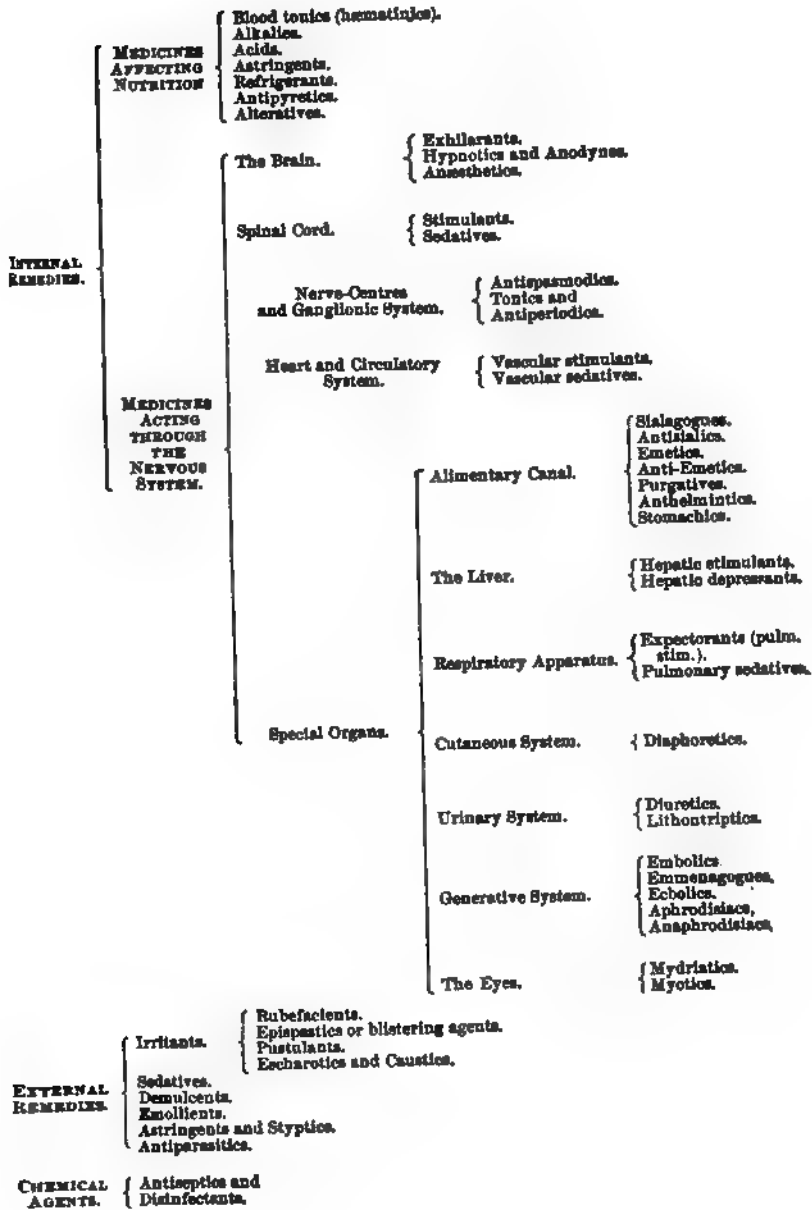 Blood tonics (hæmatinics).
Alkalies.
MEDICINES
AFFECTING
NUTRITION
Acids.
Astringents.
Refrigerants.
Antipyretics.
Alteratives.
The Brain.
Exhilarants.
Hypnotics and Anodynes.
Anæsthetics.
Spinal Cord.
Stimulants.
Sedatives.
INTERNAL
REMEDIES.
Nerve-Centres
and Ganglionic System.
Antispasmodics.
Tonics and
Antiperiodics.
Heart and Circulatory
System.
Vascular stimulants,
Vascular sedatives.
MEDICINES
ACTING
THROUGH
THE
NERVOUS
SYSTEM.
Alimentary Canal.
Sialagogues.
Antisialics.
Emetics.
Anti-Emetics.
Purgatives.
Anthelmintics.
Stomachics.
The Liver.
Hepatic stimulants,
Hepatic depressants.
Respiratory Apparatus.
Expectorants (pulm.
stim.).
Pulmonary sedatives.
Special Organs.
Cutaneous System.
Diaphoretics.
Urinary System.
Diuretics.
Lithontriptics.
Generative System.
Embolics
Emmenagogues,
Ecbolics.
Aphrodisiacs,
Anaphrodisiacs,
The Eyes.
Mydriatics.
Myotics.
EXTERNAL
REMEDIES.
Irritants.
Rubefacients.
Epispastics or blistering agents.
Pustulants.
Escharotics and Caustics.
Sedatives.
Demulcents.
Emollients.
Astringents and Styptics.
Antiparasitics.
CHEMICAL
AGENTS.
Antiseptics and
Disinfectants,